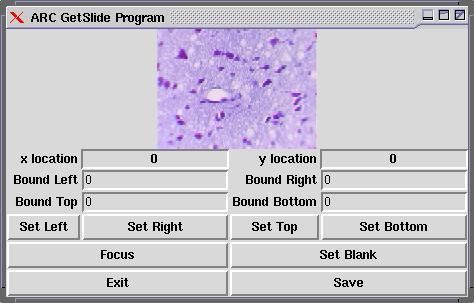 ARC GetSlide Program
x location 0 y location 0
Bound Left 0 Bound Right 0
Bound Top 0 Bound Bottom 0
Set Left Set Right Set Top Set Bottom
Focus Set Blank
Exit Save